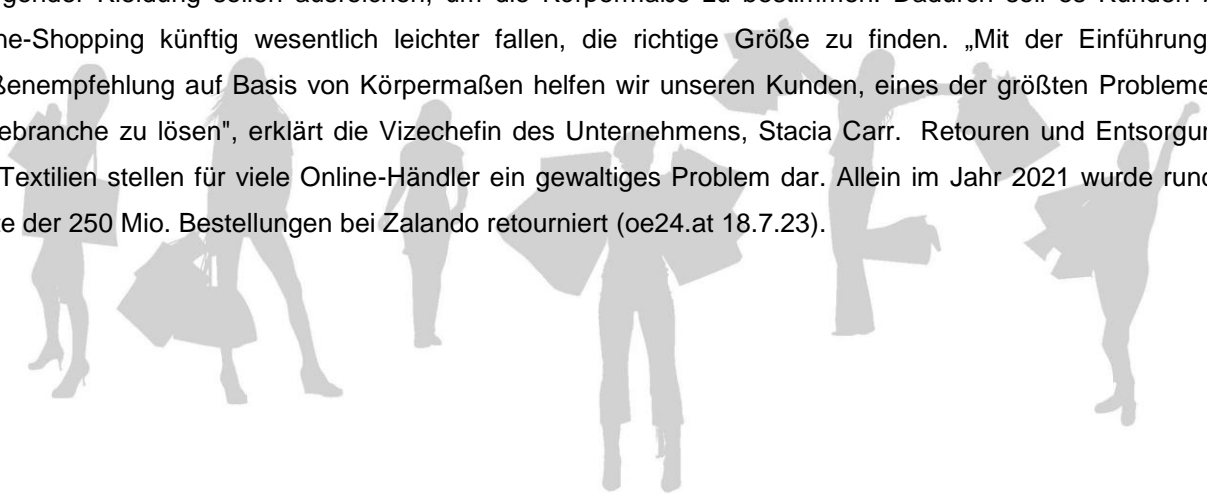 gender Kleidung sollen ausreichen, um die Körpermaße zu bestimmen. Dadurch soll es Kunden
ne-Shopping künftig wesentlich leichter fallen, die richtige Größe zu finden. „Mit der Einführung
ßenempfehlung auf Basis von Körpermaßen helfen wir unseren Kunden, eines der größten Probleme
ebranche zu lösen", erklärt die Vizechefin des Unternehmens, Stacia Carr. Retouren und Entsorgun
Textilien stellen für viele Online-Händler ein gewaltiges Problem dar. Allein im Jahr 2021 wurde rund
te der 250 Mio. Bestellungen bei Zalando retourniert (oe24.at 18.7.23).